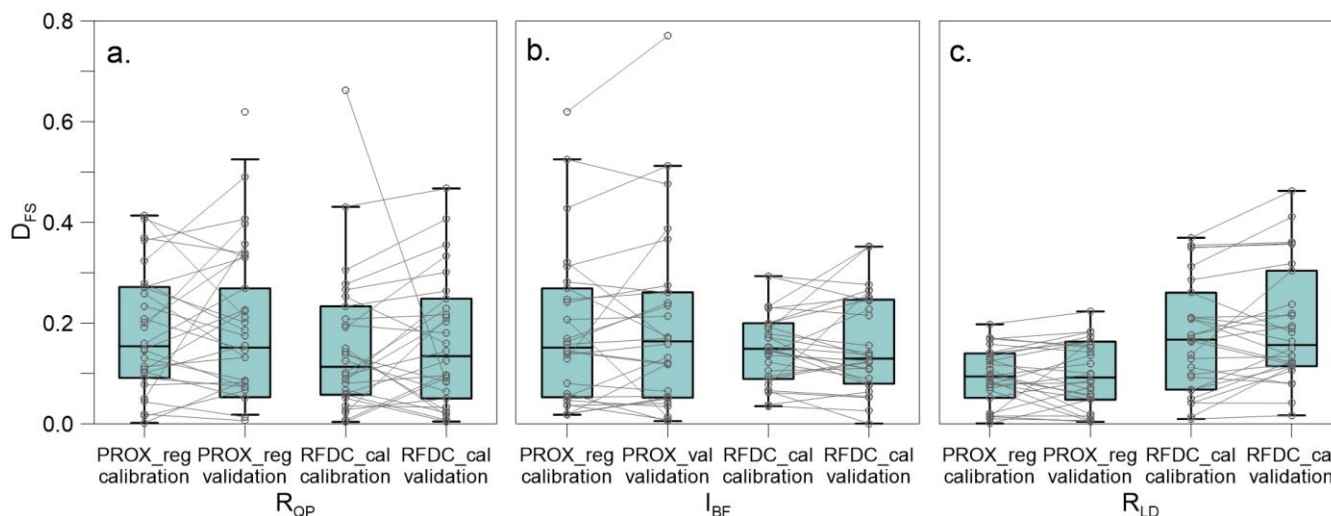 a.
b.
c.
0.8
0.6
0.4
0.2
0.0
D_FS
PROX_reg PROX_reg RFDC_cal RFDC_cal
calibration validation calibration validation
R_QP
PROX_reg PROX_val RFDC_cal RFDC_cal
calibration validation calibration validation
I_BF
PROX_reg PROX_reg RFDC_cal RFDC_cal
calibration validation calibration validation
R_LD